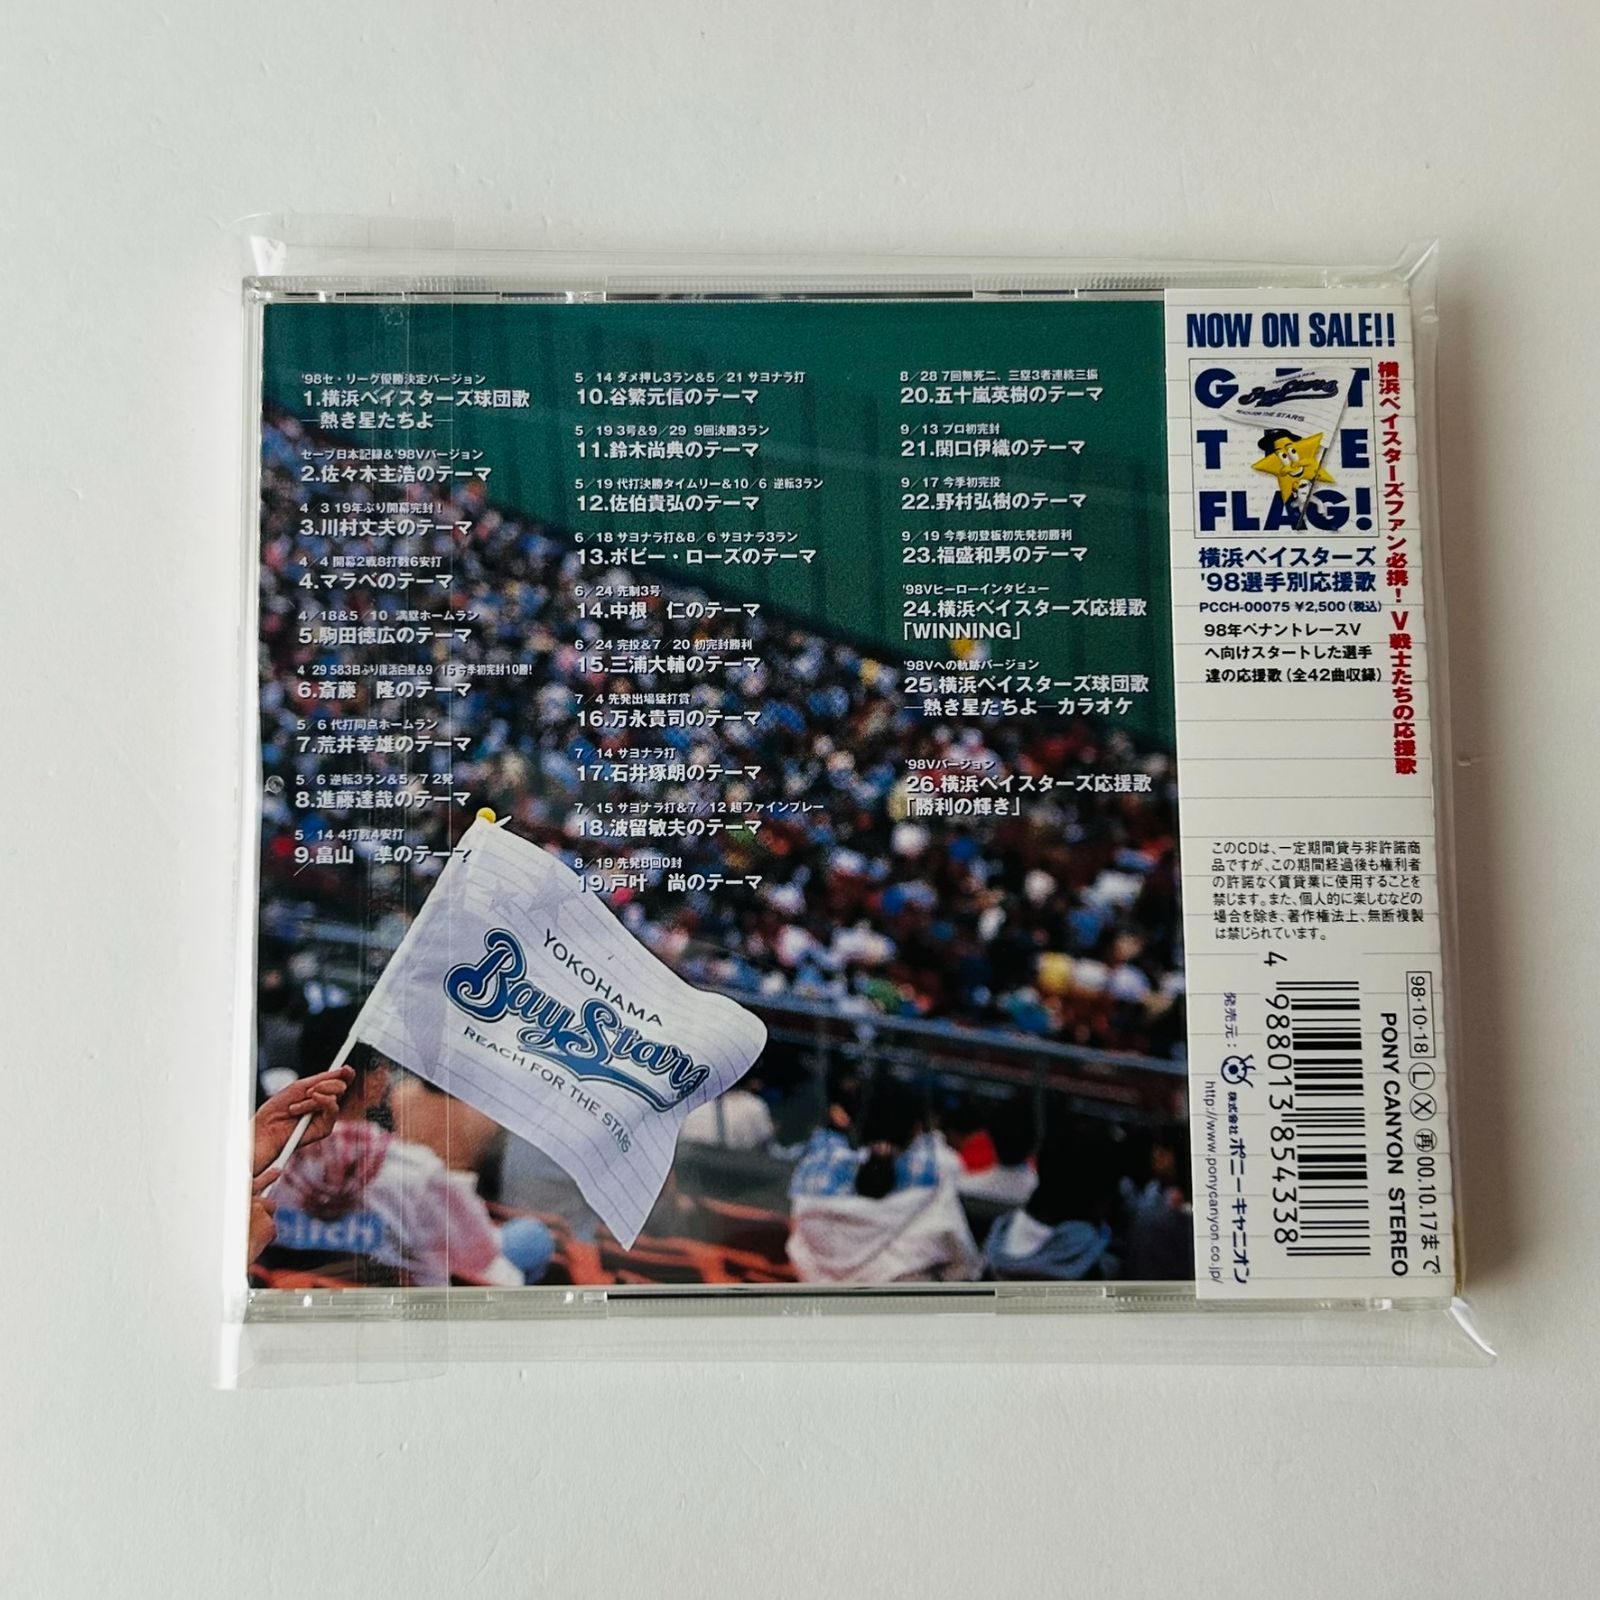 '98セ・リーグ優勝決定バージョン
1.横浜ベイスターズ球団歌
―熱き星たちよ―
セーブ日本記録&'98Vバージョン
2.佐々木主浩のテーマ
4/3 19年ぶり開幕完封!
3.川村丈夫のテーマ
4/4 開幕2戦8打数6安打
4.マラベのテーマ
4/18&5/10 満塁ホームラン
5.駒田徳広のテーマ
4/29 583日ぶり復活白星&9/15 今季初完封10勝!
6.斎藤 隆のテーマ
5/6 代打同点ホームラン
7.荒井幸雄のテーマ
5/6 逆転3ラン&5/7 2発
8.進藤達哉のテーマ
5/14 4打数4安打
9.畠山 準のテーマ
5/14 ダメ押し3ラン&5/21 サヨナラ打
10.谷繁元信のテーマ
5/19 3号&9/29 9回決勝3ラン
11.鈴木尚典のテーマ
5/19 代打決勝タイムリー&10/6 逆転3ラン
12.佐伯貴弘のテーマ
6/18 サヨナラ打&8/6 サヨナラ3ラン
13.ボビー・ローズのテーマ
6/24 先制3号
14.中根 仁のテーマ
6/24 完投&7/20 初完封勝利
15.三浦大輔のテーマ
7/4 先発出場猛打賞
16.万永貴司のテーマ
7/14 サヨナラ打
17.石井琢朗のテーマ
7/15 サヨナラ打&7/12 超ファインプレー
18.波留敏夫のテーマ
8/19 先発8回0封
19.戸叶 尚のテーマ
8/28 7回無死二、三塁3者連続三振
20.五十嵐英樹のテーマ
9/13 プロ初完封
21.関口伊織のテーマ
9/17 今季初完投
22.野村弘樹のテーマ
9/19 今季初登板初先発初勝利
23.福盛和男のテーマ
'98Vヒーローインタビュー
24.横浜ベイスターズ応援歌
「WINNING」
'98Vへの軌跡バージョン
25.横浜ベイスターズ球団歌
―熱き星たちよ―カラオケ
'98Vバージョン
26.横浜ベイスターズ応援歌
「勝利の輝き」
YOKOHAMA
BayStars
REACH FOR THE STARS
NOW ON SALE!!
G T
BayStars
REACH FOR THE STARS
T E
FLAG!
横浜ベイスターズ
'98選手別応援歌
PCCH-00075 ¥2,500(税込)
98年ペナントレースV
へ向けスタートした選手
達の応援歌(全42曲収録)
横浜ベイスターズファン必携! V戦士たちの応援歌
このCDは、一定期間貸与非許諾商
品ですが、この期間経過後も権利者
の許諾なく賃貸業に使用することを
禁じます。また、個人的に楽しむなどの
場合を除き、著作権法上、無断複製
は禁じられています。
98・10・18 L X 再 00.10.17まで
PONY CANYON STEREO
4 988013 854338
発売元: 株式会社ポニーキャニオン
http://www.ponycanyon.co.jp/